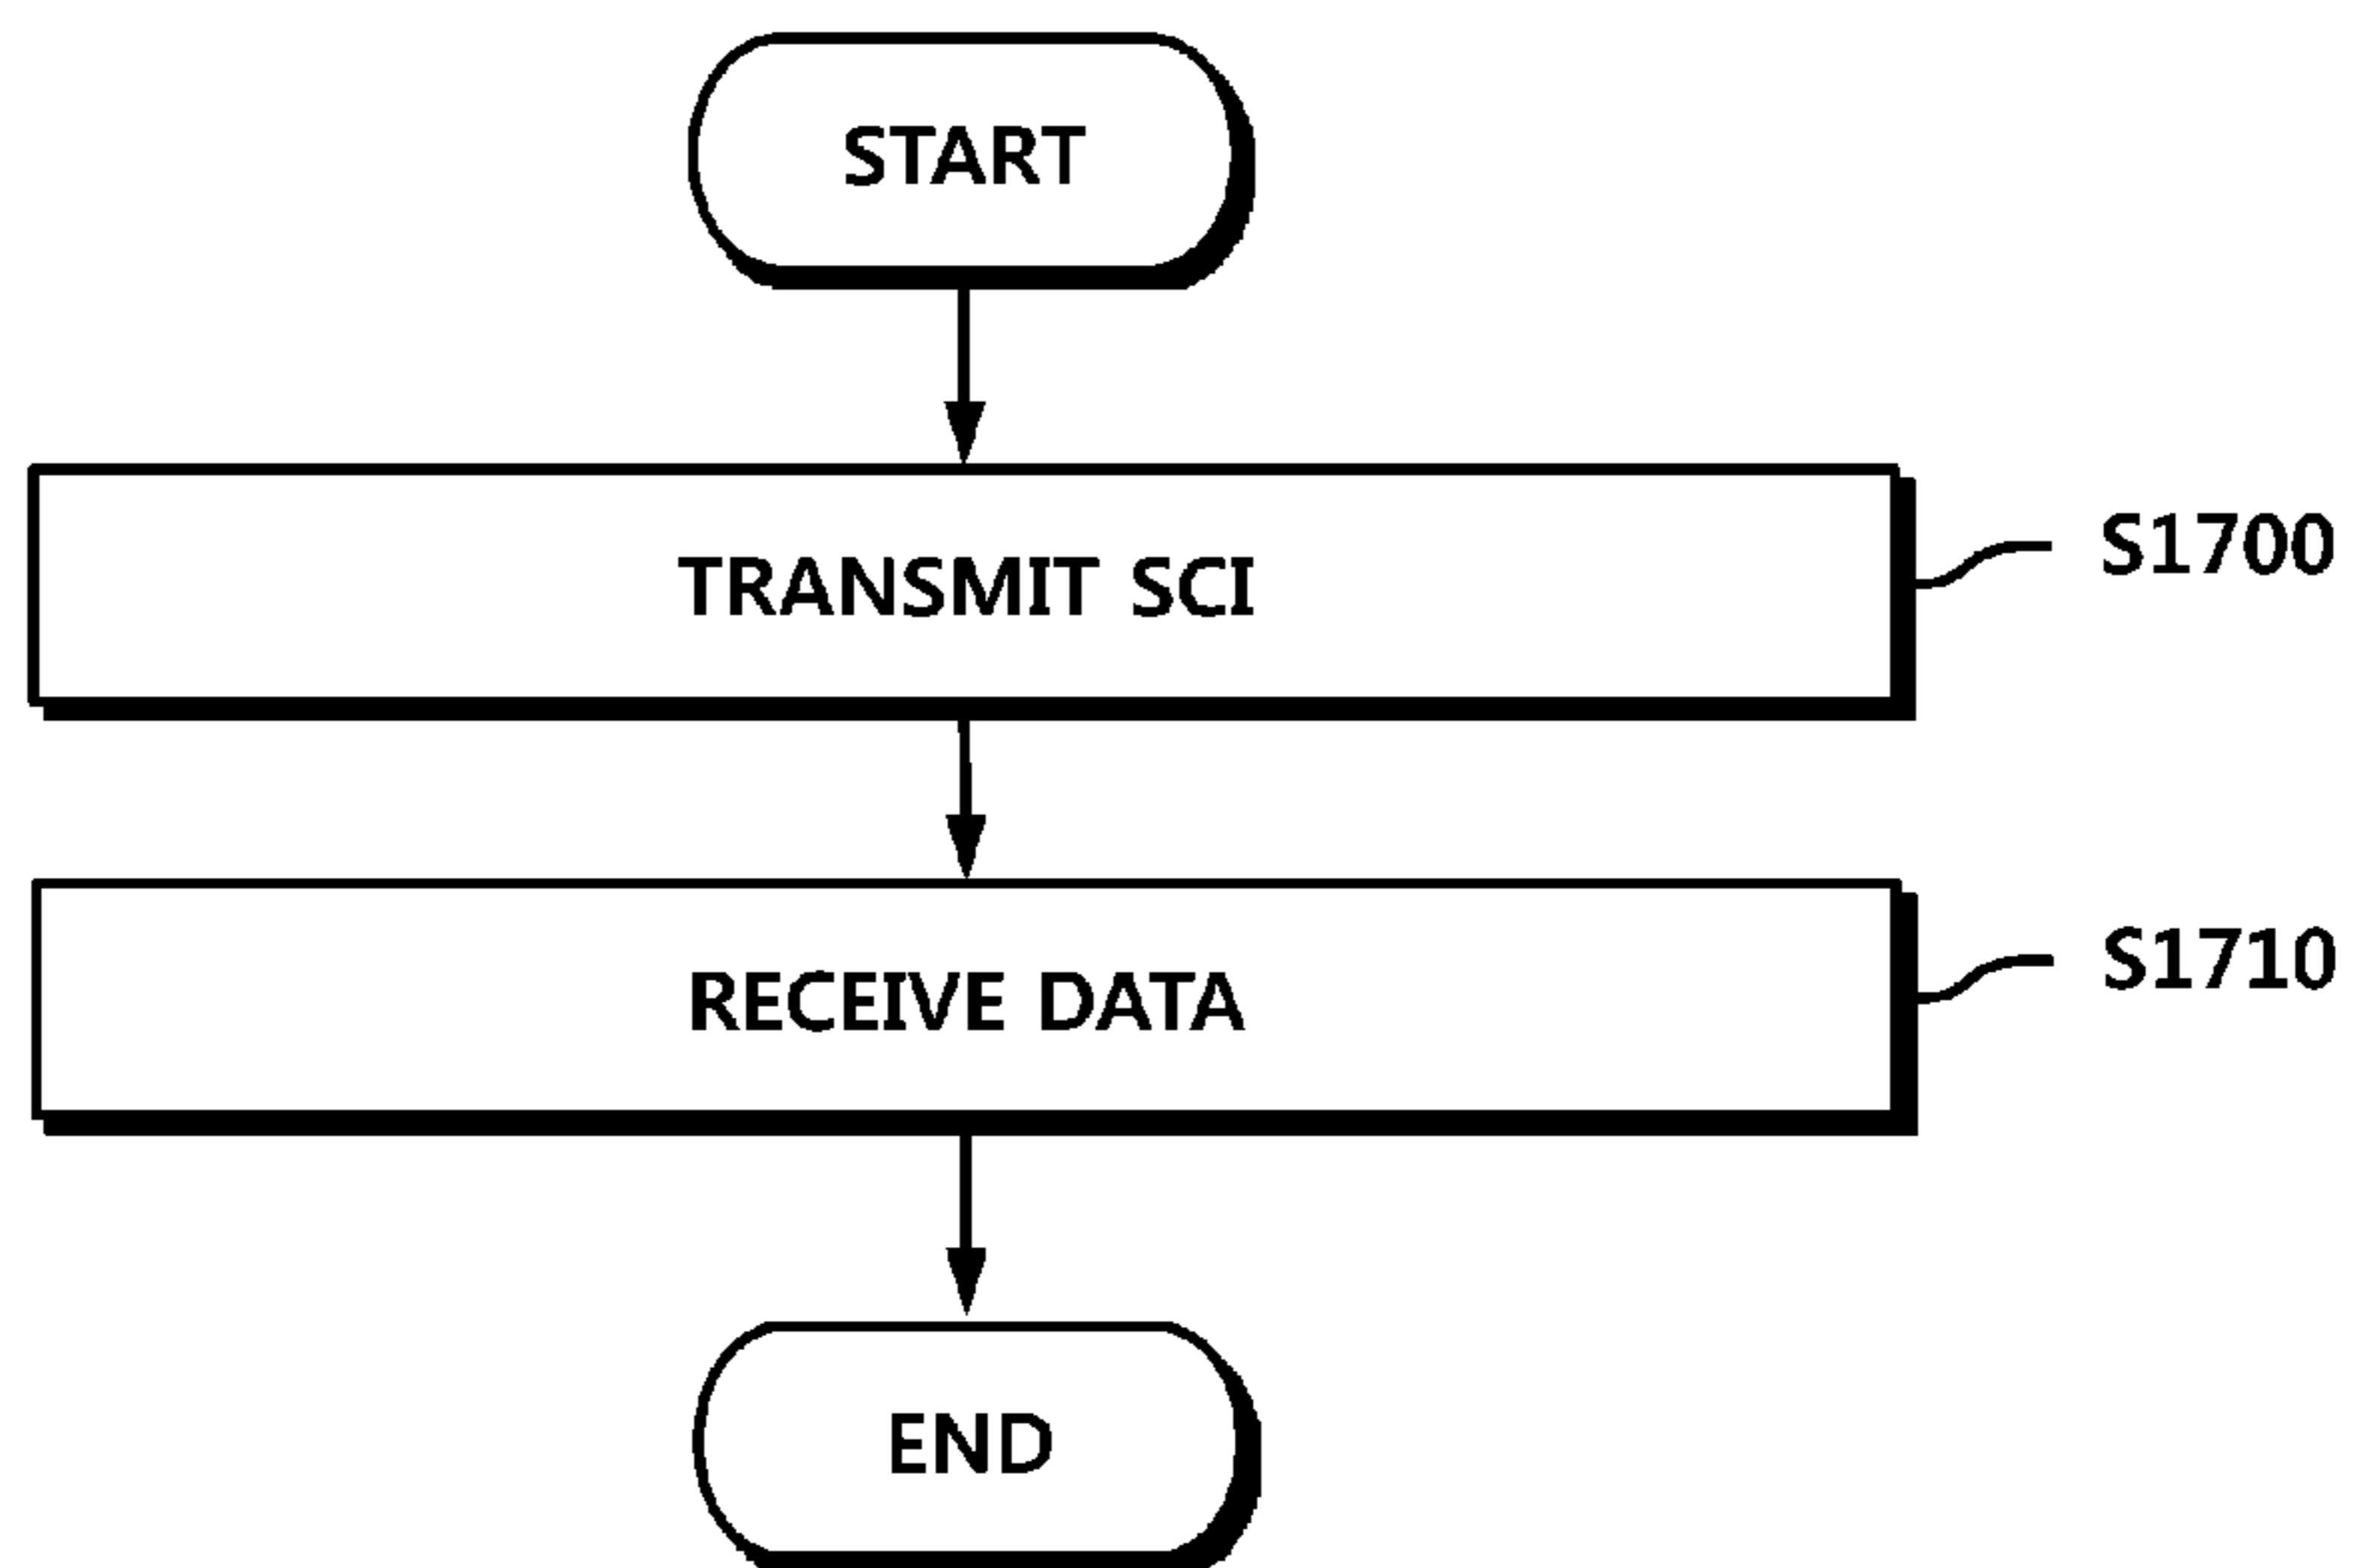 START
TRANSMIT SCI
S1700
RECEIVE DATA
S1710
END